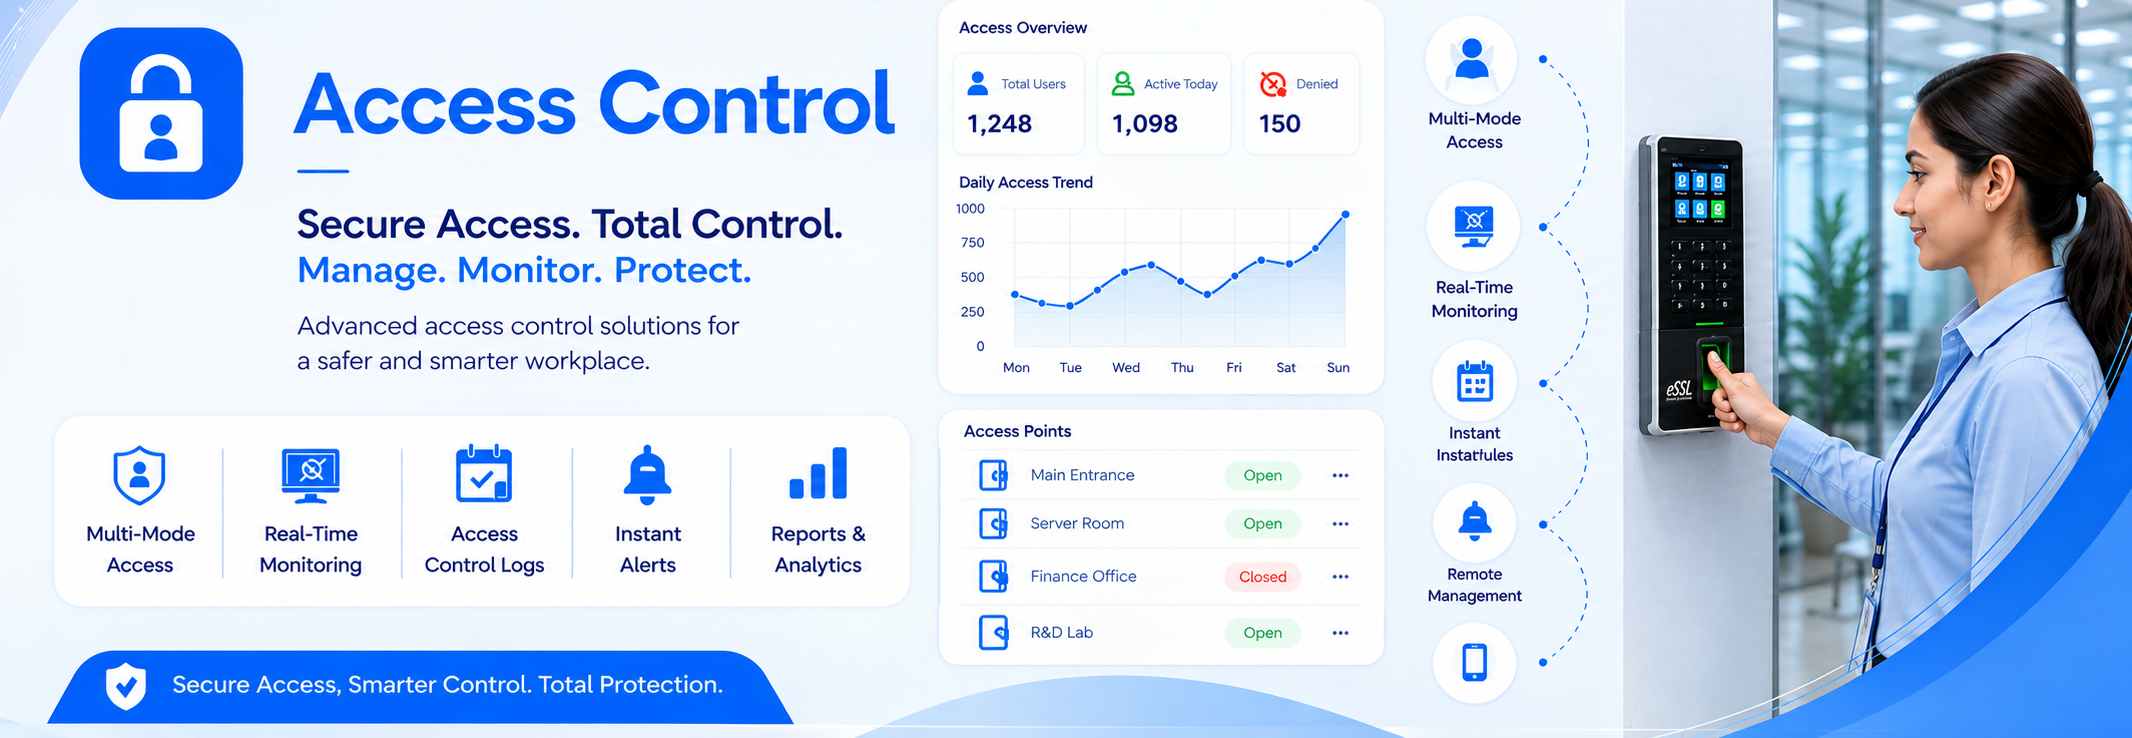 Access Control
Secure Access. Total Control.
Manage. Monitor. Protect.
Advanced access control solutions for
a safer and smarter workplace.
Multi-Mode
Access
Real-Time
Monitoring
Access
Control Logs
Instant
Alerts
Reports &
Analytics
Secure Access, Smarter Control. Total Protection.
Access Overview
Total Users
1,248
Active Today
1,098
Denied
150
Daily Access Trend
1000
750
500
250
0
Mon Tue Wed Thu Fri Sat Sun
Access Points
Main Entrance Open
Server Room Open
Finance Office Closed
R&D Lab Open
Multi-Mode
Access
Real-Time
Monitoring
Instant
Remote
Management
eSSL